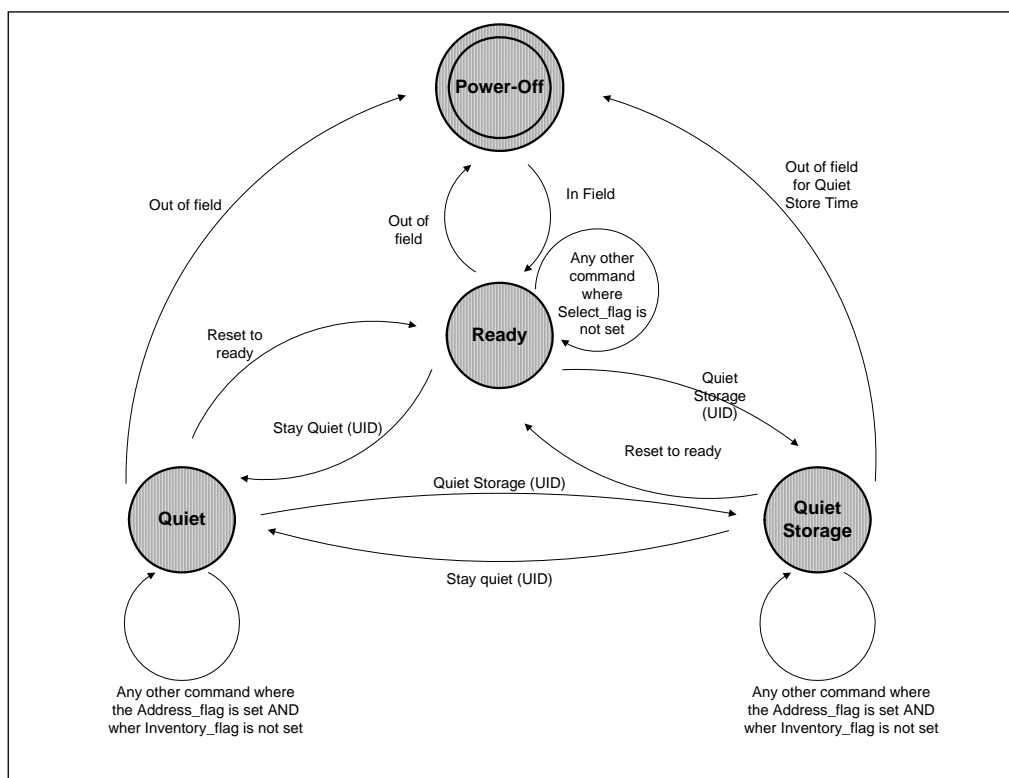 Power-Off
Out of field
Out of
field
In Field
Out of field
for Quiet
Store Time
Any other
command
where
Select_flag is
not set
Ready
Reset to
ready
Quiet
Storage
(UID)
Stay Quiet (UID)
Reset to ready
Quiet
Quiet Storage (UID)
Quiet
Storage
Stay quiet (UID)
Any other command where
the Address_flag is set AND
wher Inventory_flag is not set
Any other command where
the Address_flag is set AND
wher Inventory_flag is not set